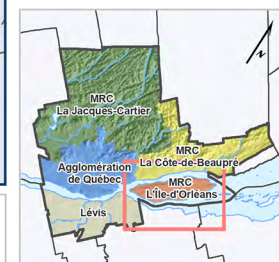 MRC
La Jacques-Cartier
MRC
La Côte-de-Beaupré
Agglomération
de Québec
MRC
L'Île-d'Orléans
Lévis
N